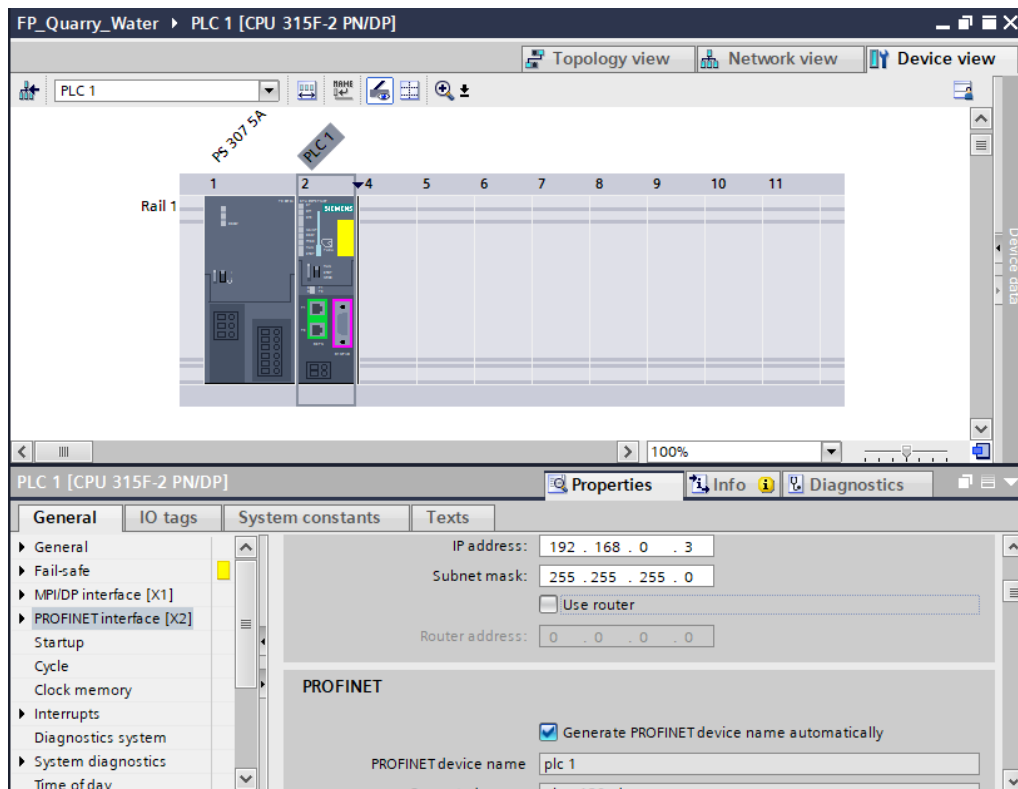 FP_Quarry_Water ▸ PLC 1 [CPU 315F-2 PN/DP]
Topology view Network view Device view
PLC 1
PS 307 5A PLC 1
1 2 4 5 6 7 8 9 10 11
Rail 1
SIEMENS
Device data
100%
PLC 1 [CPU 315F-2 PN/DP]
Properties Info Diagnostics
General IO tags System constants Texts
General
Fail-safe
MPI/DP interface [X1]
PROFINET interface [X2]
Startup
Cycle
Clock memory
Interrupts
Diagnostics system
System diagnostics
Time of day
IP address: 192 . 168 . 0 . 3
Subnet mask: 255 . 255 . 255 . 0
Use router
Router address: 0 . 0 . 0 . 0
PROFINET
Generate PROFINET device name automatically
PROFINET device name plc 1